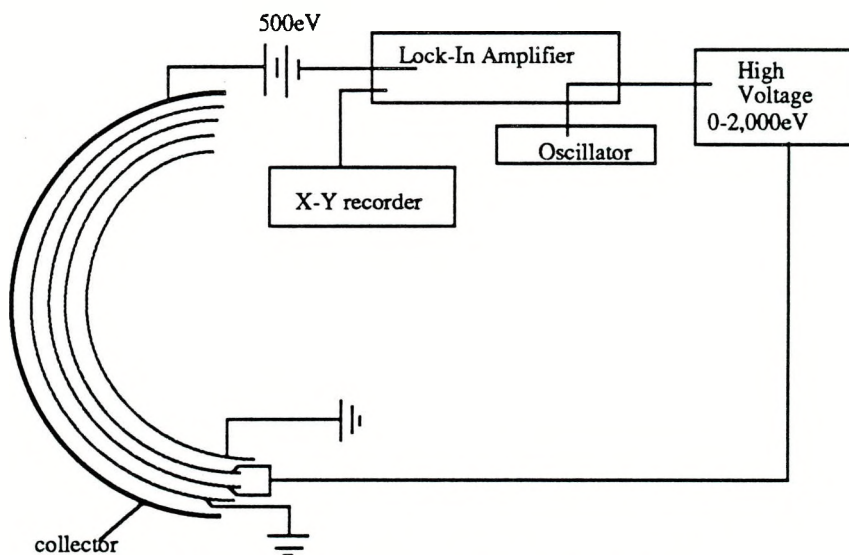 500eV
Lock-In Amplifier
High
Voltage
0-2,000eV
Oscillator
X-Y recorder
collector